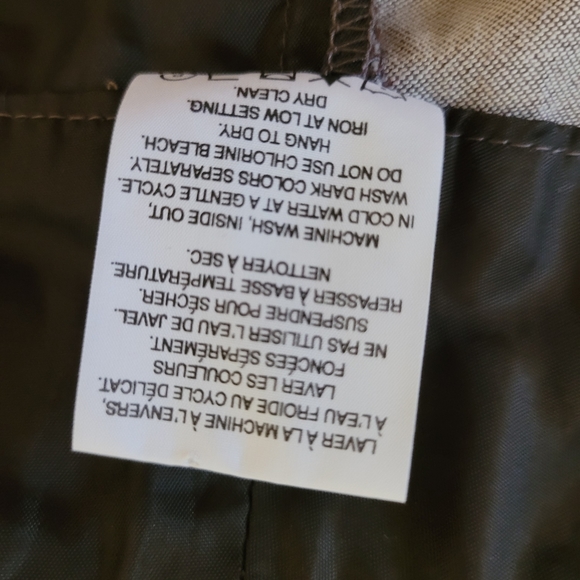 LAVER À LA MACHINE À L'ENVERS,
À L'EAU FROIDE AU CYCLE DÉLICAT.
LAVER LES COULEURS
FONCÉES SÉPARÉMENT.
NE PAS UTILISER L'EAU DE JAVEL.
SUSPENDRE POUR SÉCHER.
REPASSER À BASSE TEMPÉRATURE.
NETTOYER À SEC.
MACHINE WASH, INSIDE OUT,
IN COLD WATER AT A GENTLE CYCLE.
WASH DARK COLORS SEPARATELY.
DO NOT USE CHLORINE BLEACH.
HANG TO DRY.
IRON AT LOW SETTING.
DRY CLEAN.